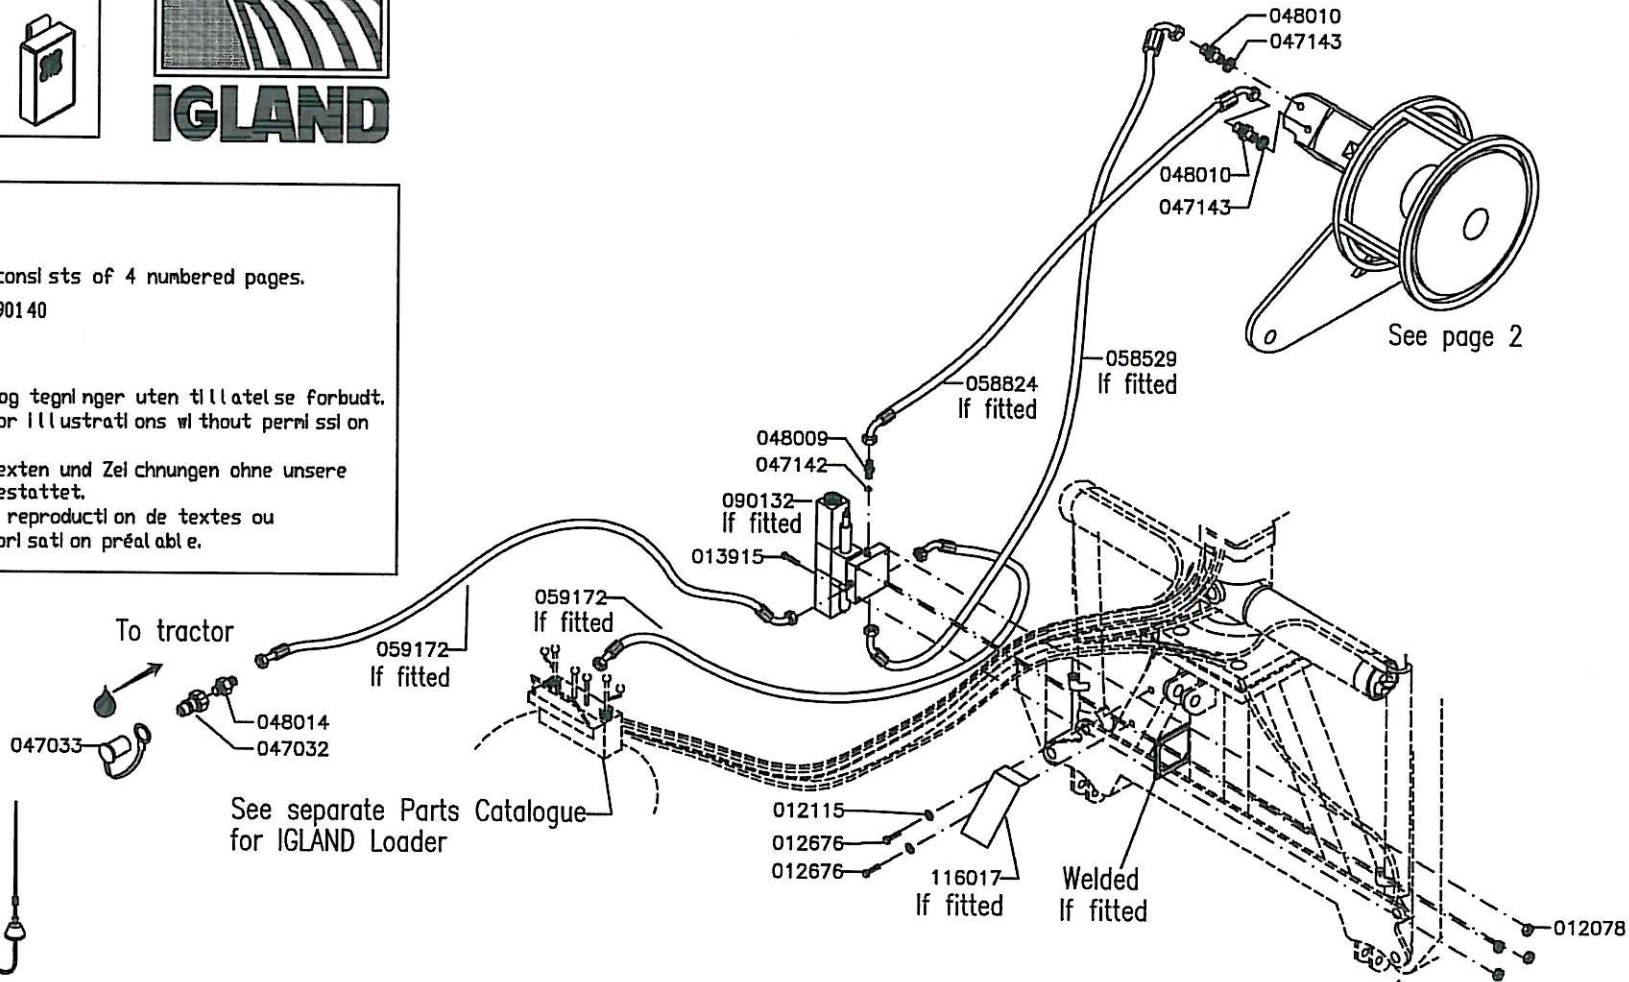 IGLAND
consists of 4 numbered pages.
90140
og tegninger uten tillatelse forbudt.
or illustrations without permission
exten und Zeichnungen ohne unsere
estattet.
reproduction de textes ou
orisation préalable.
048010
047143
048010
047143
See page 2
058529
If fitted
058824
If fitted
048009
047142
090132
If fitted
013915
059172
If fitted
059172
If fitted
To tractor
048014
047032
047033
See separate Parts Catalogue
for IGLAND Loader
012115
012676
012676
116017
If fitted
Welded
If fitted
012078